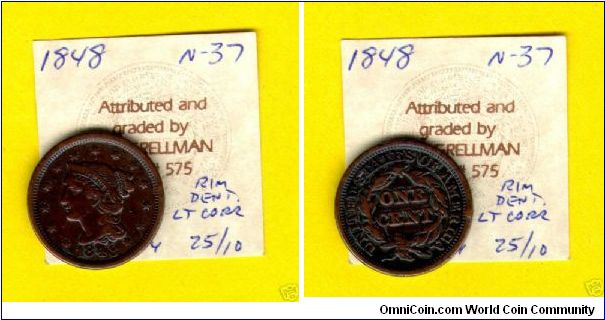 1848 N-37
Attributed and
graded by
RELLMAN
575
RIM
DENT.
LT CORR
25/10
1848 N-37
Attributed and
graded by
RELLMAN
575
RIM
DENT.
LT CORR
25/10
ONE
CENT
OmniCoin.com World Coin Community